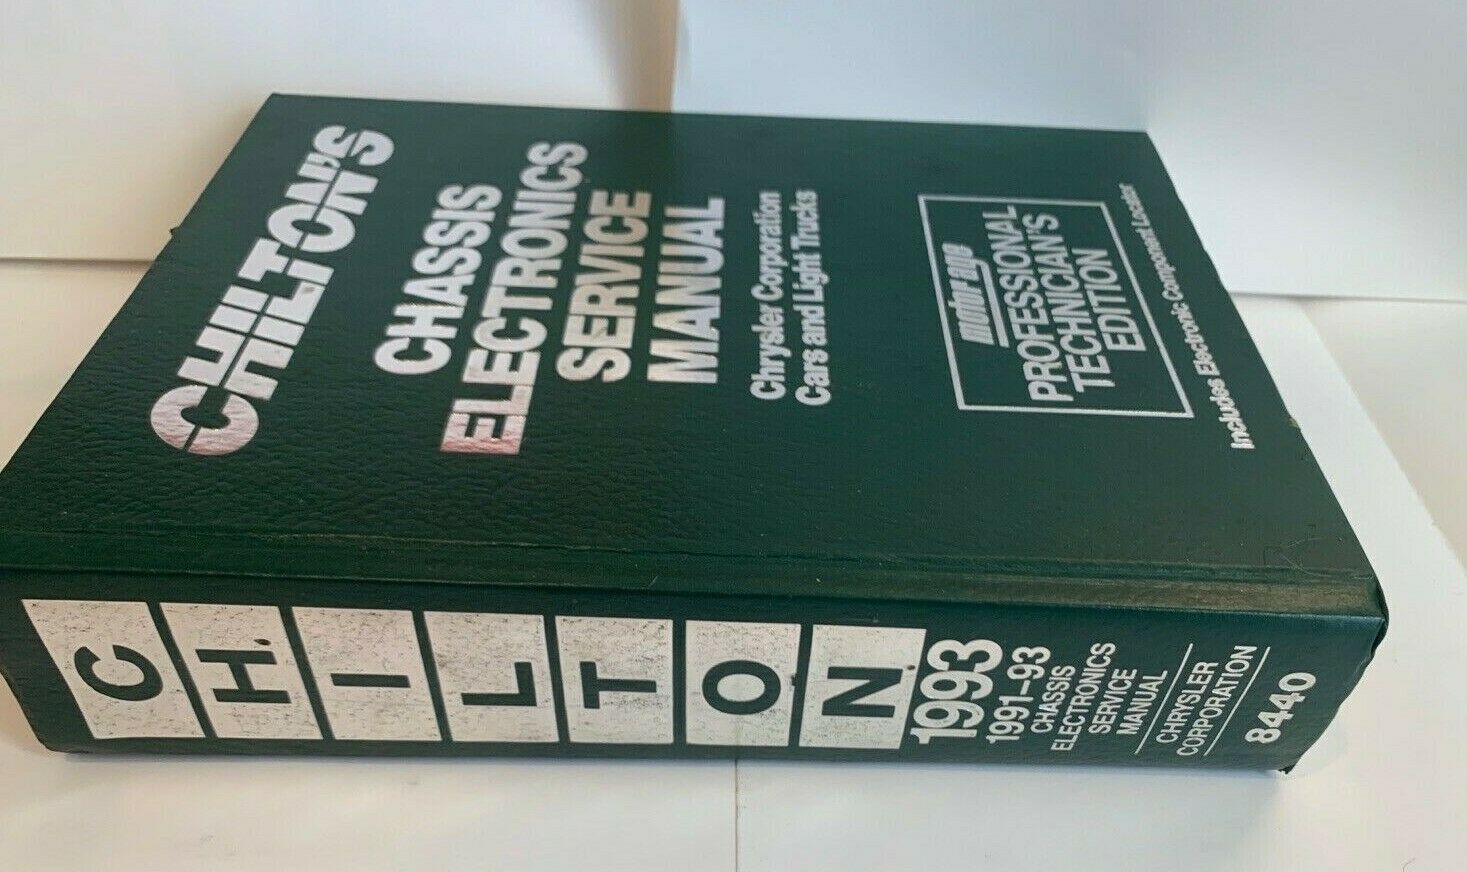 CHILTON'S
CHASSIS
ELECTRONICS
SERVICE
MANUAL
Chrysler Corporation
Cars and Light Trucks
motor age
PROFESSIONAL
TECHNICIAN'S
EDITION
Includes Electronic Component Locator
CHILTON
1993
1991-93
CHASSIS
ELECTRONICS
SERVICE
MANUAL
CHRYSLER
CORPORATION
8440